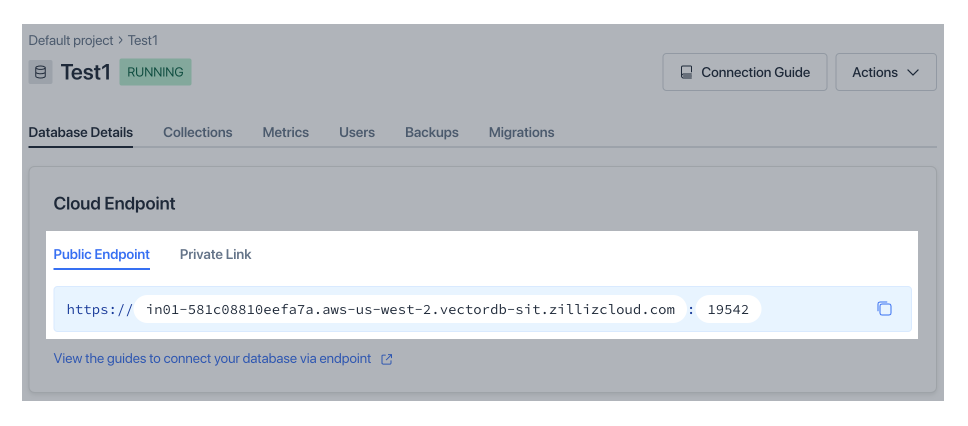 Default project > Test1
Test1 RUNNING
Connection Guide
Actions
Database Details Collections Metrics Users Backups Migrations
Cloud Endpoint
Public Endpoint Private Link
https:// in01-581c08810eefa7a.aws-us-west-2.vectordb-sit.zillizcloud.com : 19542
View the guides to connect your database via endpoint